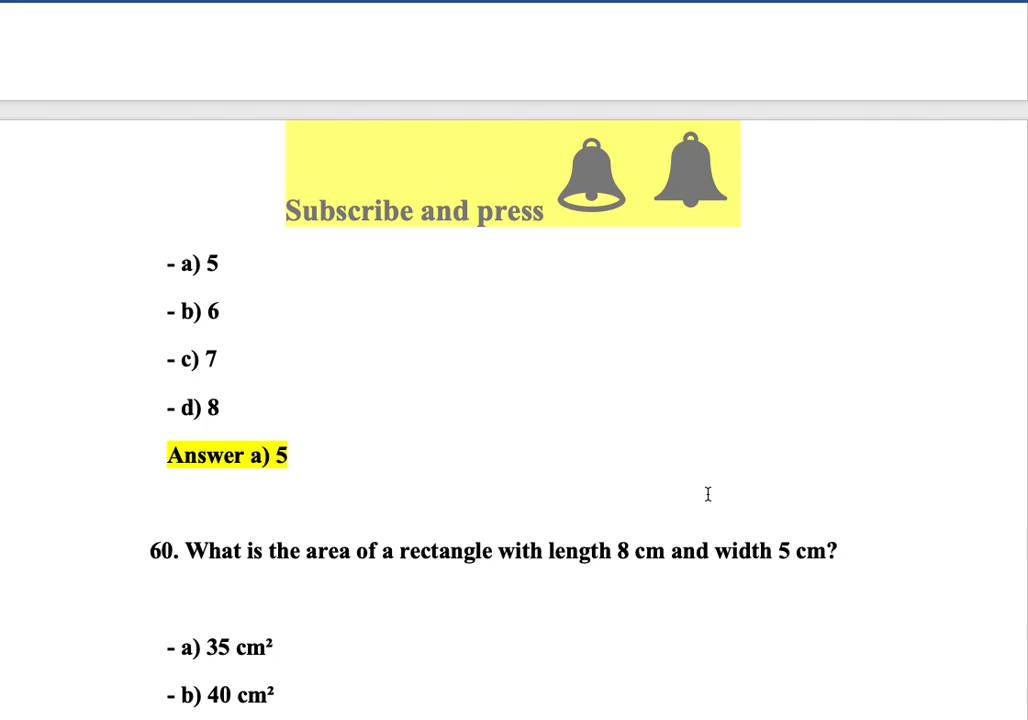 Subscribe and press
- a) 5
- b) 6
- c) 7
- d) 8
Answer a) 5
60. What is the area of a rectangle with length 8 cm and width 5 cm?
- a) 35 cm²
- b) 40 cm²